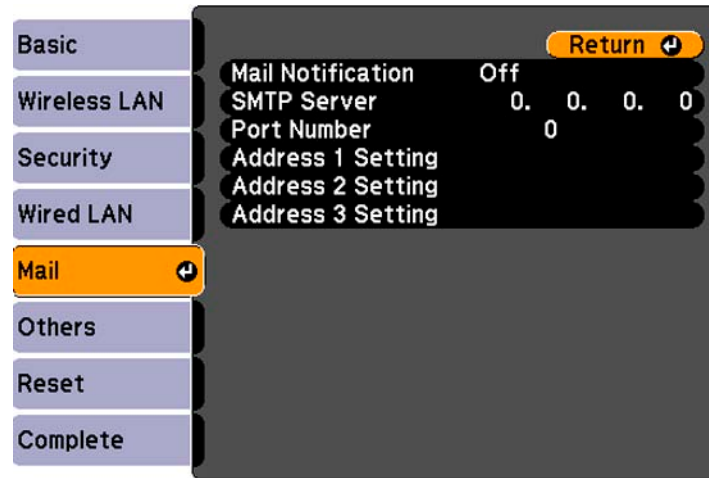 Basic
Wireless LAN
Security
Wired LAN
Mail
Others
Reset
Complete
Return
Mail Notification Off
SMTP Server 0. 0. 0. 0
Port Number 0
Address 1 Setting
Address 2 Setting
Address 3 Setting